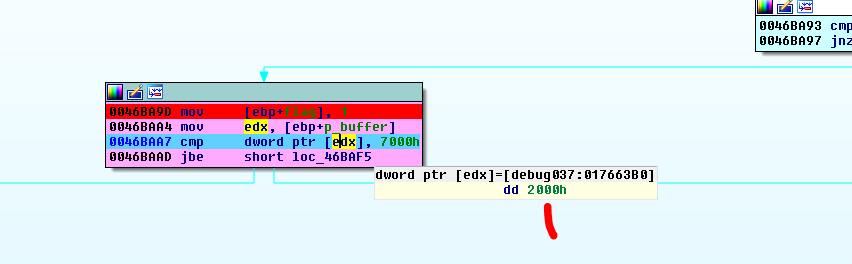 0046BA93 cmp
0046BA97 jnz
0046BA9D mov [ebp+flag], 1
0046BAA4 mov edx, [ebp+p_buffer]
0046BAA7 cmp dword ptr [edx], 7000h
0046BAAD jbe short loc_46BAF5
dword ptr [edx]=[debug037:017663B0]
dd 2000h